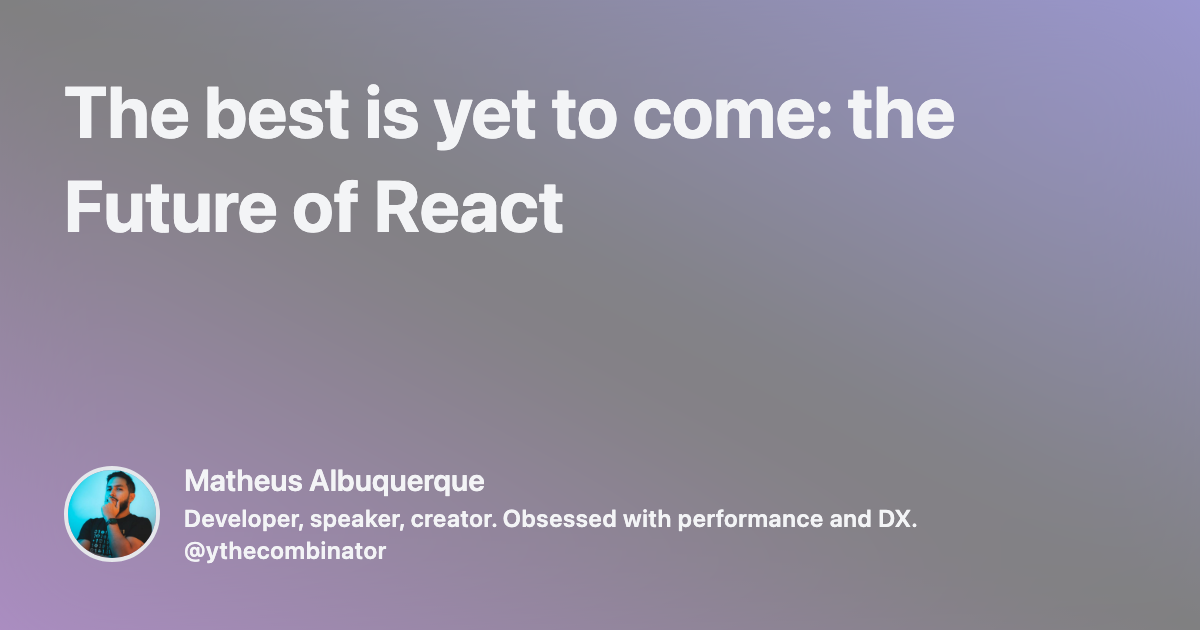 The best is yet to come: the
Future of React
Matheus Albuquerque
Developer, speaker, creator. Obsessed with performance and DX.
@ythecombinator